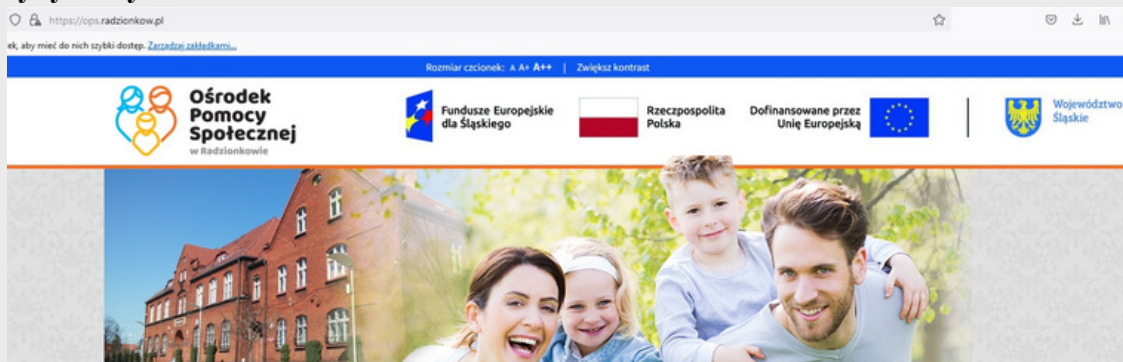 https://ops.radzionkow.pl
ek, aby mieć do nich szybki dostęp. Zarządzaj zakładkami...
Rozmiar czcionek: A A+ A++ | Zwiększ kontrast
Ośrodek
Pomocy
Społecznej
w Radzionkowie
Fundusze Europejskie
dla Śląskiego
Rzeczpospolita
Polska
Dofinansowane przez
Unię Europejską
Województwo
Śląskie